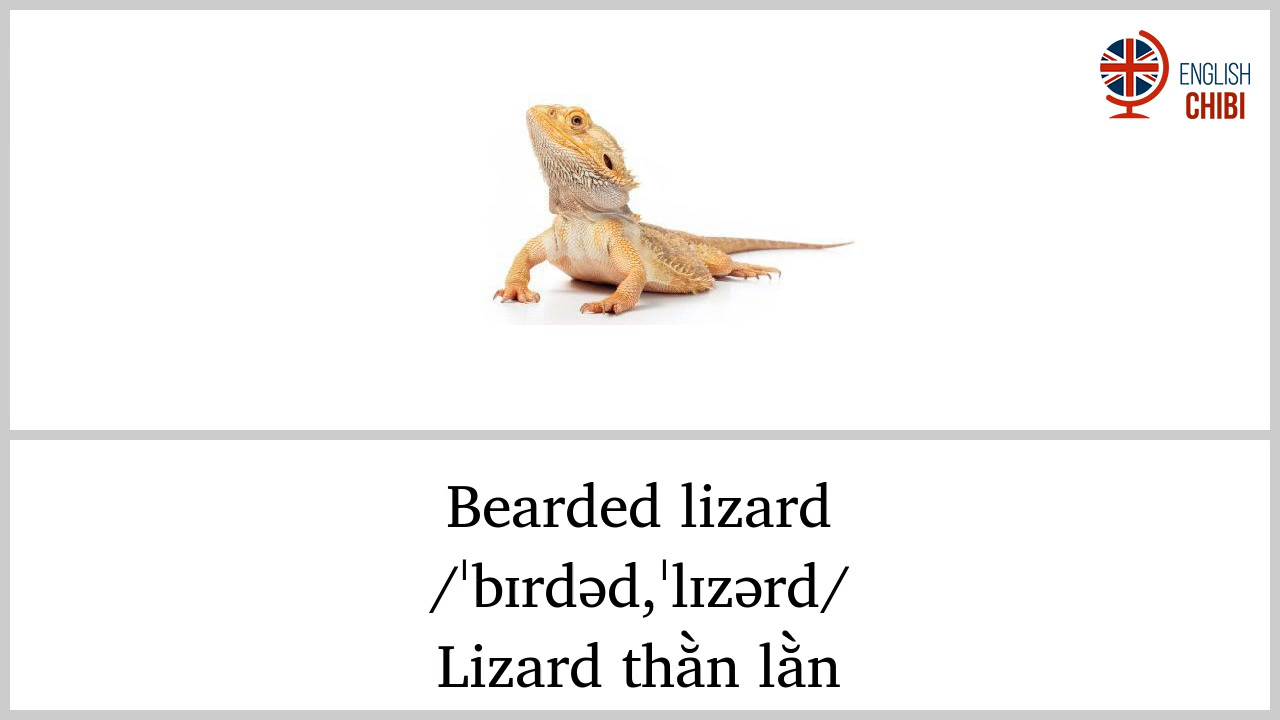 ENGLISH
CHIBI
Bearded lizard
/ˈbɪrdəd,ˈlɪzərd/
Lizard thằn lằn